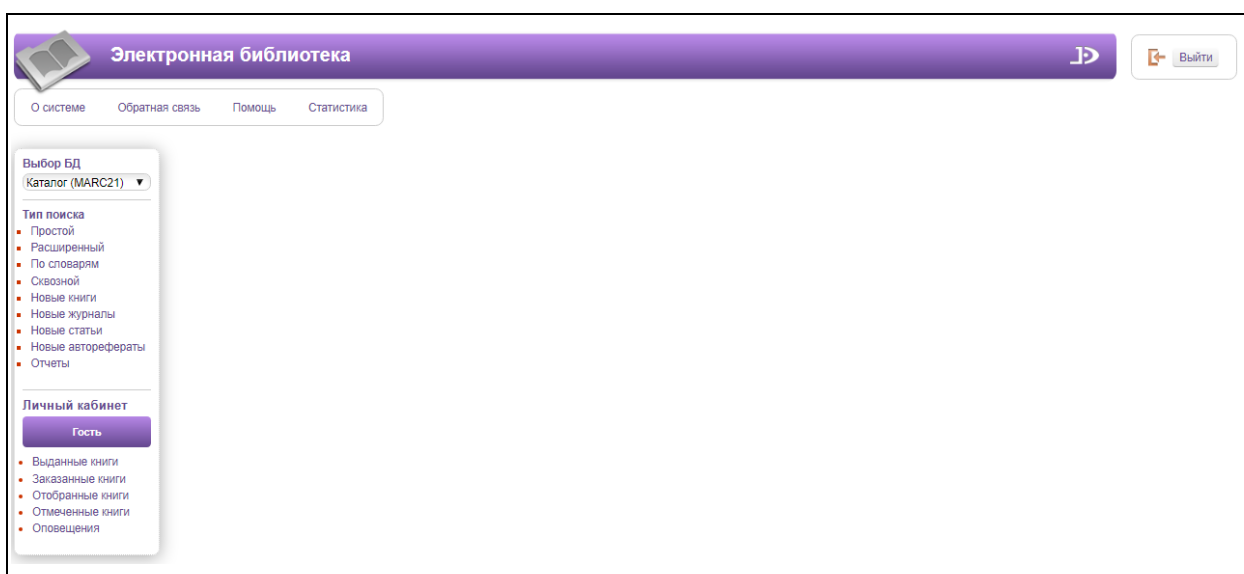 Электронная библиотека
Выйти
О системе Обратная связь Помощь Статистика
Выбор БД
Каталог (MARC21)
Тип поиска
Простой
Расширенный
По словарям
Сквозной
Новые книги
Новые журналы
Новые статьи
Новые авторефераты
Отчеты
Личный кабинет
Гость
Выданные книги
Заказанные книги
Отобранные книги
Отмеченные книги
Оповещения